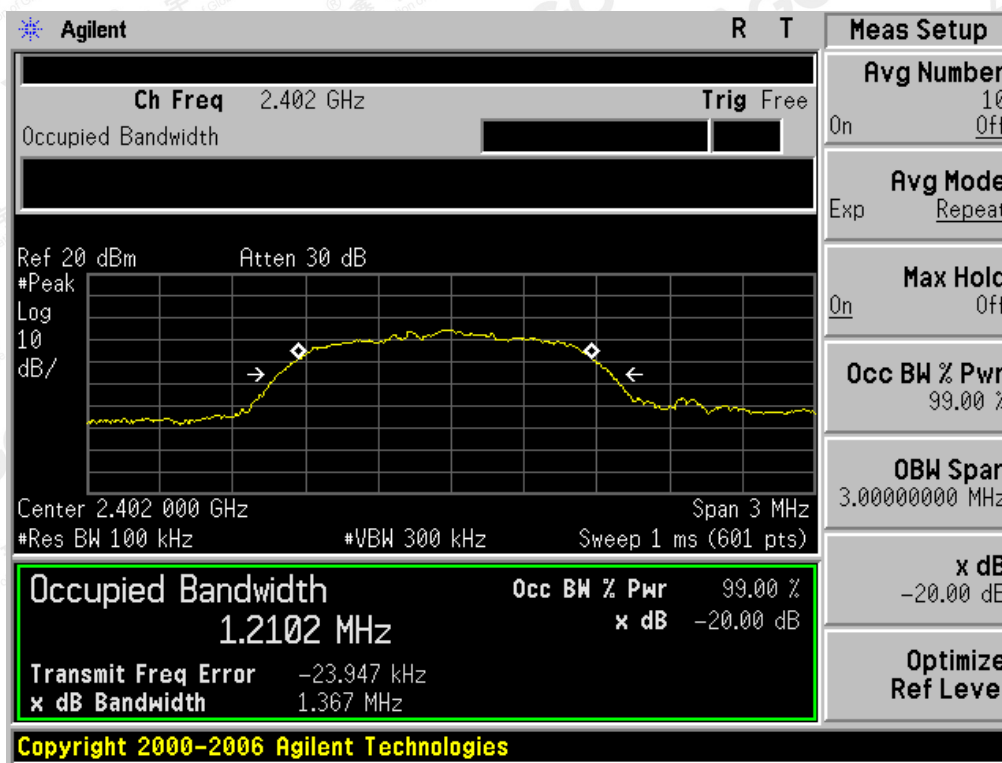 Agilent R T
Ch Freq 2.402 GHz Trig Free
Occupied Bandwidth
Ref 20 dBm Atten 30 dB
#Peak
Log
10
dB/
Center 2.402 000 GHz Span 3 MHz
#Res BW 100 kHz #VBW 300 kHz Sweep 1 ms (601 pts)
Occupied Bandwidth Occ BW % Pwr 99.00 %
1.2102 MHz x dB -20.00 dB
Transmit Freq Error -23.947 kHz
x dB Bandwidth 1.367 MHz
Copyright 2000-2006 Agilent Technologies
Meas Setup
Avg Number
10
On Off
Avg Mode
Exp Repeat
Max Hold
On Off
Occ BW % Pwr
99.00 %
OBW Span
3.00000000 MHz
x dB
-20.00 dB
Optimize
Ref Level